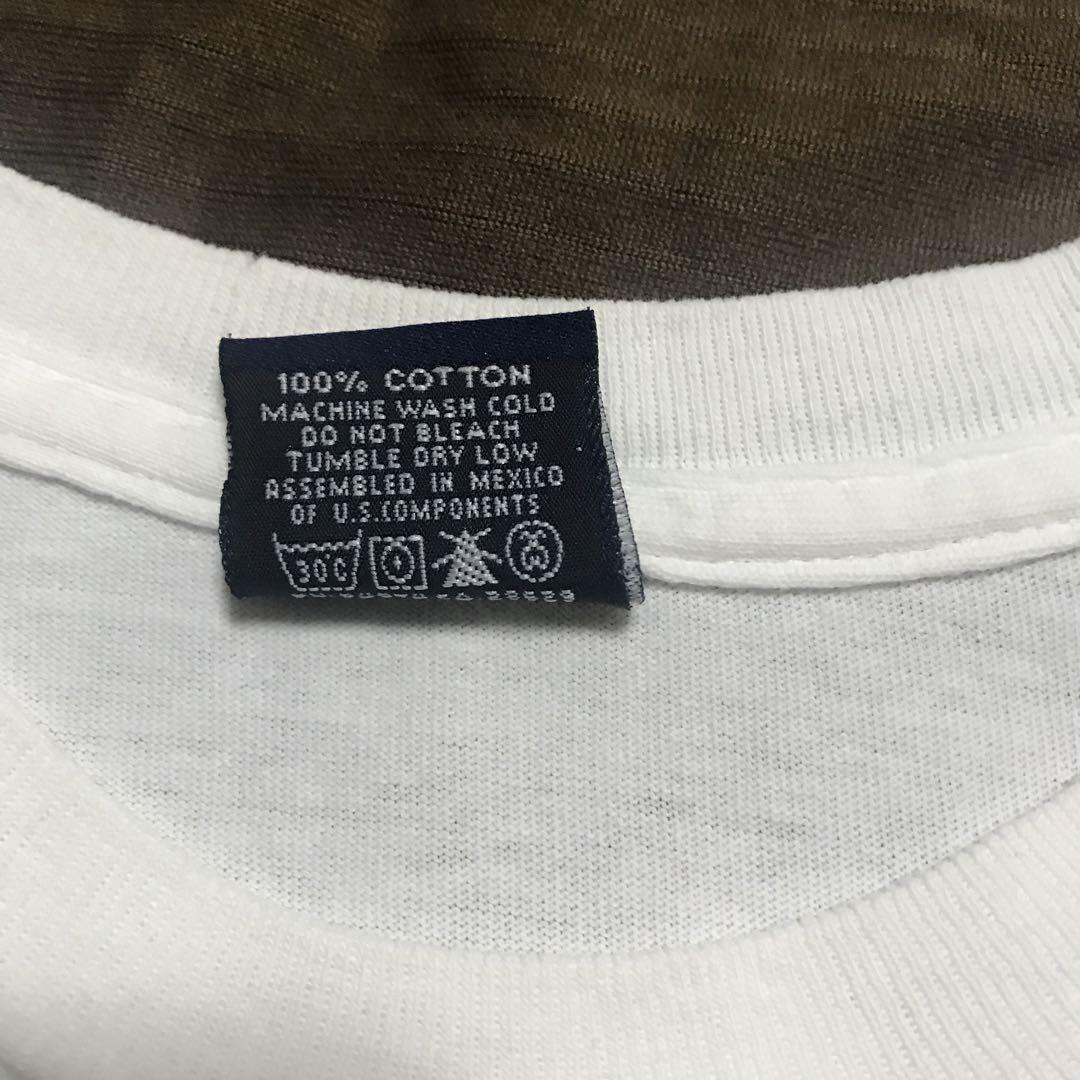 100% COTTON
MACHINE WASH COLD
DO NOT BLEACH
TUMBLE DRY LOW
ASSEMBLED IN MEXICO
OF U.S.COMPONENTS
30°C